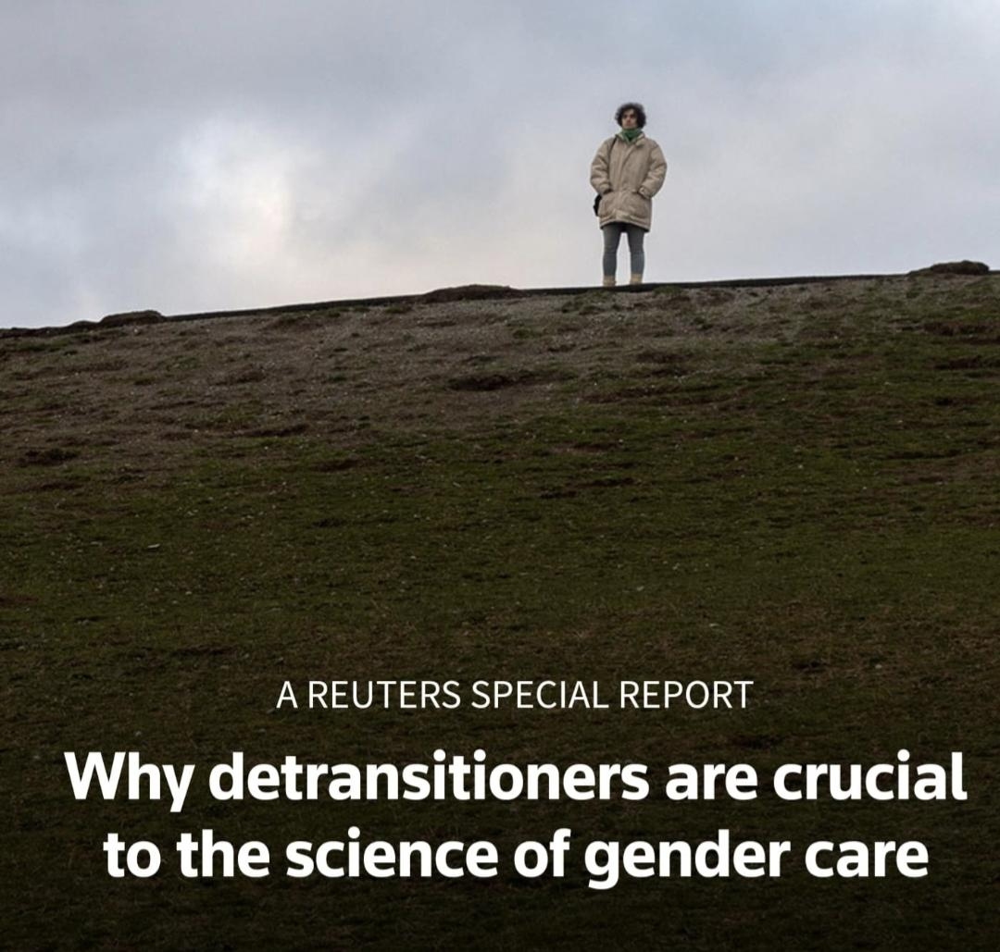 A REUTERS SPECIAL REPORT
Why detransitioners are crucial
to the science of gender care